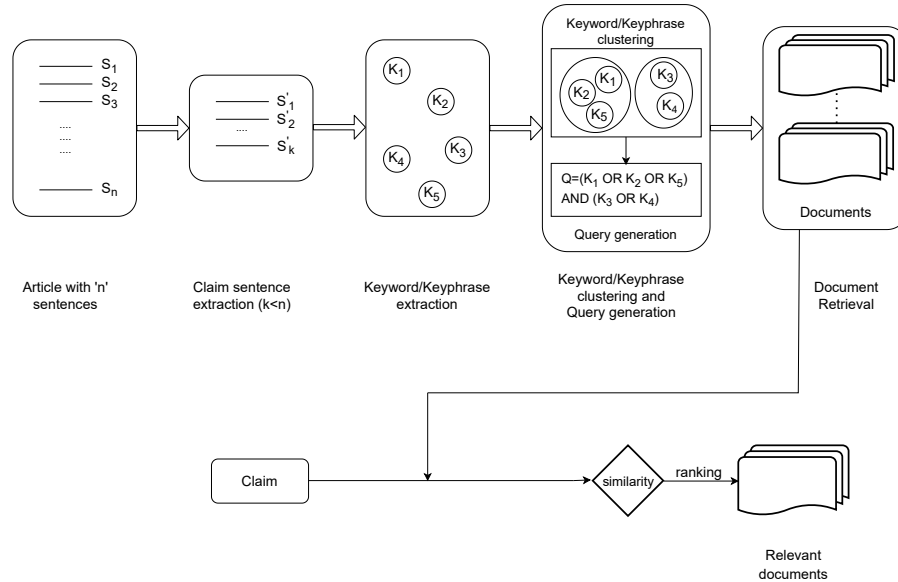 S1
S2
S3
....
....
....
Sn
Article with 'n'
sentences
S'1
S'2
....
S'k
Claim sentence
extraction (k<n)
K1
K2
K3
K4
K5
Keyword/Keyphrase
extraction
Keyword/Keyphrase
clustering
K1
K2
K5
K3
K4
Q=(K1 OR K2 OR K5)
AND (K3 OR K4)
Query generation
Keyword/Keyphrase
clustering and
Query generation
Documents
Document
Retrieval
Claim
similarity
ranking
Relevant
documents